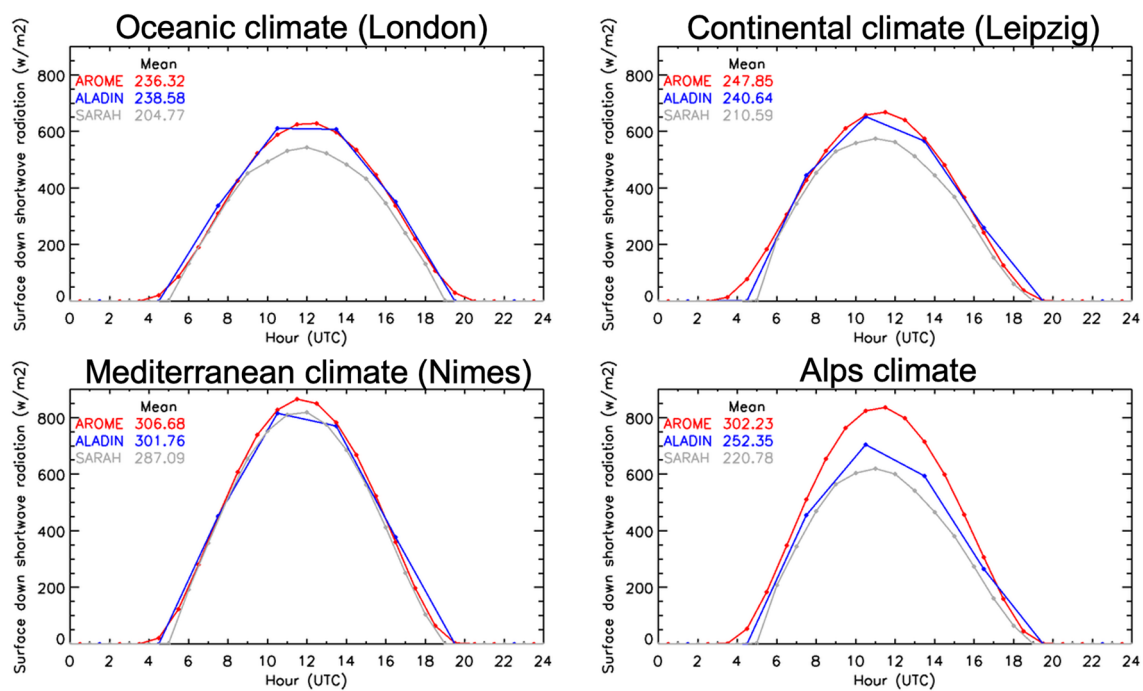 Oceanic climate (London)
Surface down shortwave radiation (w/m2)
800
600
400
200
0
Mean
AROME 236.32
ALADIN 238.58
SARAH 204.77
0 2 4 6 8 10 12 14 16 18 20 22 24
Hour (UTC)
Continental climate (Leipzig)
Surface down shortwave radiation (w/m2)
800
600
400
200
0
Mean
AROME 247.85
ALADIN 240.64
SARAH 210.59
0 2 4 6 8 10 12 14 16 18 20 22 24
Hour (UTC)
Mediterranean climate (Nimes)
Surface down shortwave radiation (w/m2)
800
600
400
200
0
Mean
AROME 306.68
ALADIN 301.76
SARAH 287.09
0 2 4 6 8 10 12 14 16 18 20 22 24
Hour (UTC)
Alps climate
Surface down shortwave radiation (w/m2)
800
600
400
200
0
Mean
AROME 302.23
ALADIN 252.35
SARAH 220.78
0 2 4 6 8 10 12 14 16 18 20 22 24
Hour (UTC)